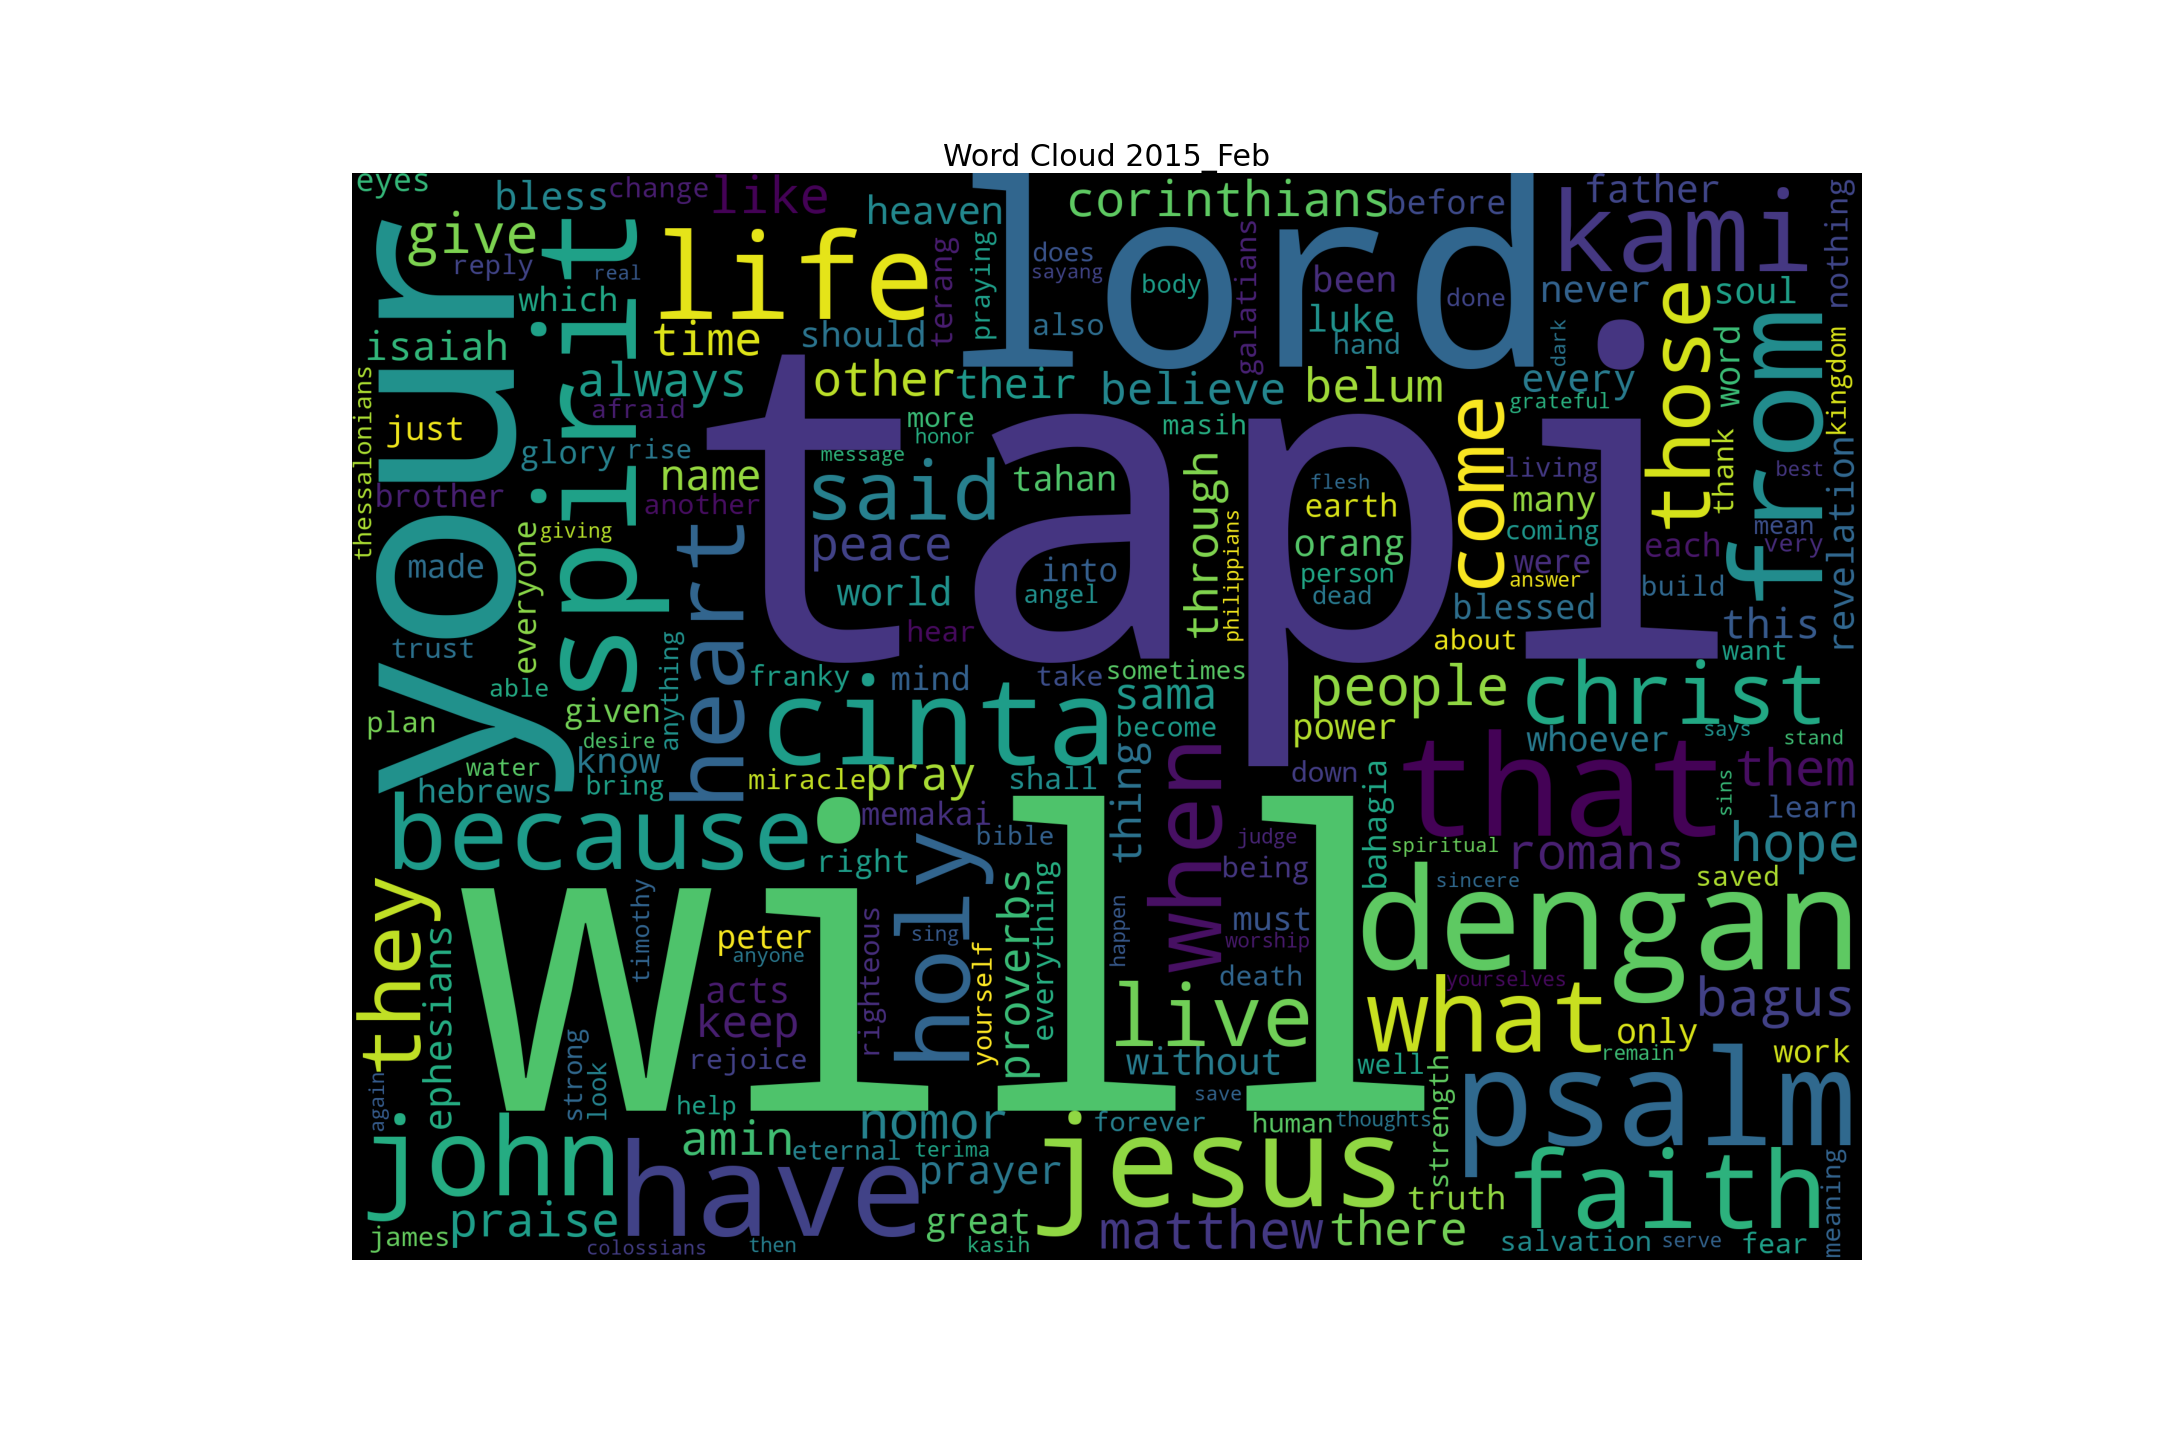 Word Cloud 2015_Feb
eyes
bless
change
like
heaven
lord
corinthians
before
father
kami
nothing
give
reply
real
your
spirit
life
which
terang
praying
does
sayang
body
galatians
been
done
never
those
soul
isaiah
time
should
also
luke
hand
dark
from
word
kingdom
thessalonians
always
other
their
believe
belum
every
grateful
just
afraid
more
honor
masih
come
thank
revelation
glory
rise
name
message
tapi
said
tahan
through
flesh
living
best
brother
another
heart
earth
many
mean
very
giving
everyone
peace
orang
philippians
coming
were
each
made
world
into
angel
person
dead
answer
blessed
build
trust
anything
hear
about
this
want
able
franky
mind
take
sometimes
people
christ
plan
given
cinta
sama
desire
become
power
whoever
says
stand
water
know
hebrews
bring
miracle
pray
shall
thing
when
down
that
them
sins
because
memakai
bible
bahagia
learn
judge
spiritual
romans
hope
right
holy
being
sincere
saved
they
will
timothy
righteous
proverbs
everything
happen
must
dengan
peter
sing
worship
anyone
yourself
ephesians
acts
death
yourselves
what
bagus
keep
live
only
rejoice
without
well
remain
work
again
strong
look
strength
psalm
help
save
john
nomor
forever
human
thoughts
amin
eternal
terima
jesus
have
prayer
faith
meaning
truth
james
praise
great
matthew
there
colossians
then
kasih
salvation
serve
fear